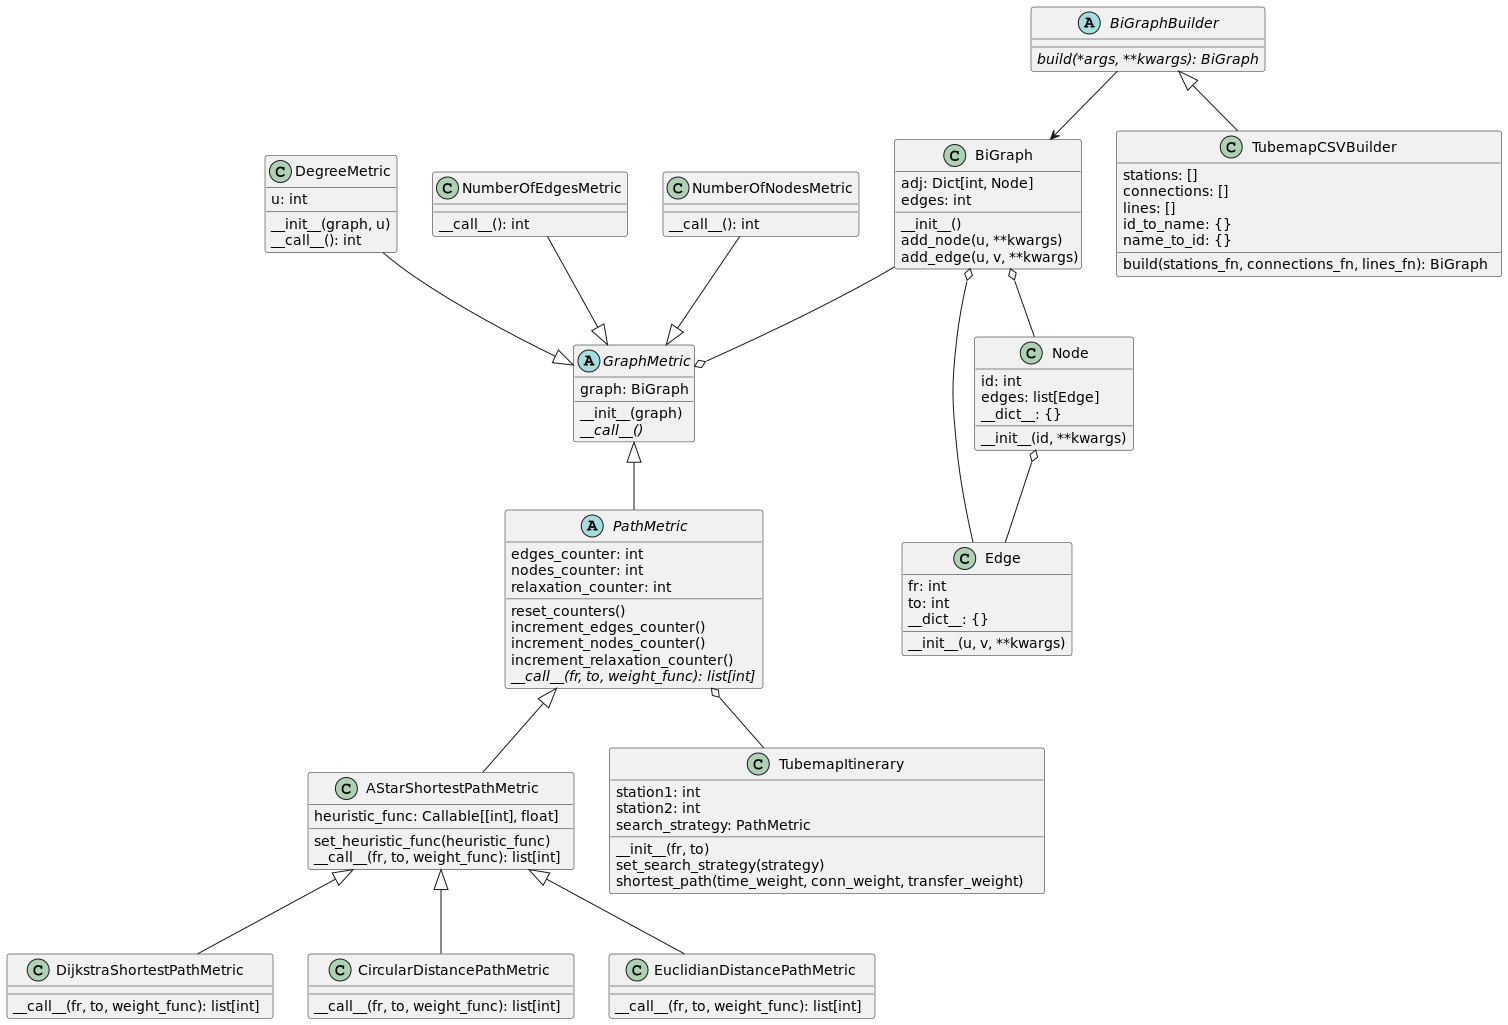 A BiGraphBuilder
build(*args, **kwargs): BiGraph
C DegreeMetric
u: int
__init__(graph, u)
__call__(): int
C NumberOfEdgesMetric
__call__(): int
C NumberOfNodesMetric
__call__(): int
C BiGraph
adj: Dict[int, Node]
edges: int
__init__()
add_node(u, **kwargs)
add_edge(u, v, **kwargs)
C TubemapCSVBuilder
stations: []
connections: []
lines: []
id_to_name: {}
name_to_id: {}
build(stations_fn, connections_fn, lines_fn): BiGraph
A GraphMetric
graph: BiGraph
__init__(graph)
__call__()
C Node
id: int
edges: list[Edge]
__dict__: {}
__init__(id, **kwargs)
A PathMetric
edges_counter: int
nodes_counter: int
relaxation_counter: int
reset_counters()
increment_edges_counter()
increment_nodes_counter()
increment_relaxation_counter()
__call__(fr, to, weight_func): list[int]
C Edge
fr: int
to: int
__dict__: {}
__init__(u, v, **kwargs)
C AStarShortestPathMetric
heuristic_func: Callable[[int], float]
set_heuristic_func(heuristic_func)
__call__(fr, to, weight_func): list[int]
C TubemapItinerary
station1: int
station2: int
search_strategy: PathMetric
__init__(fr, to)
set_search_strategy(strategy)
shortest_path(time_weight, conn_weight, transfer_weight)
C DijkstraShortestPathMetric
__call__(fr, to, weight_func): list[int]
C CircularDistancePathMetric
__call__(fr, to, weight_func): list[int]
C EuclidianDistancePathMetric
__call__(fr, to, weight_func): list[int]